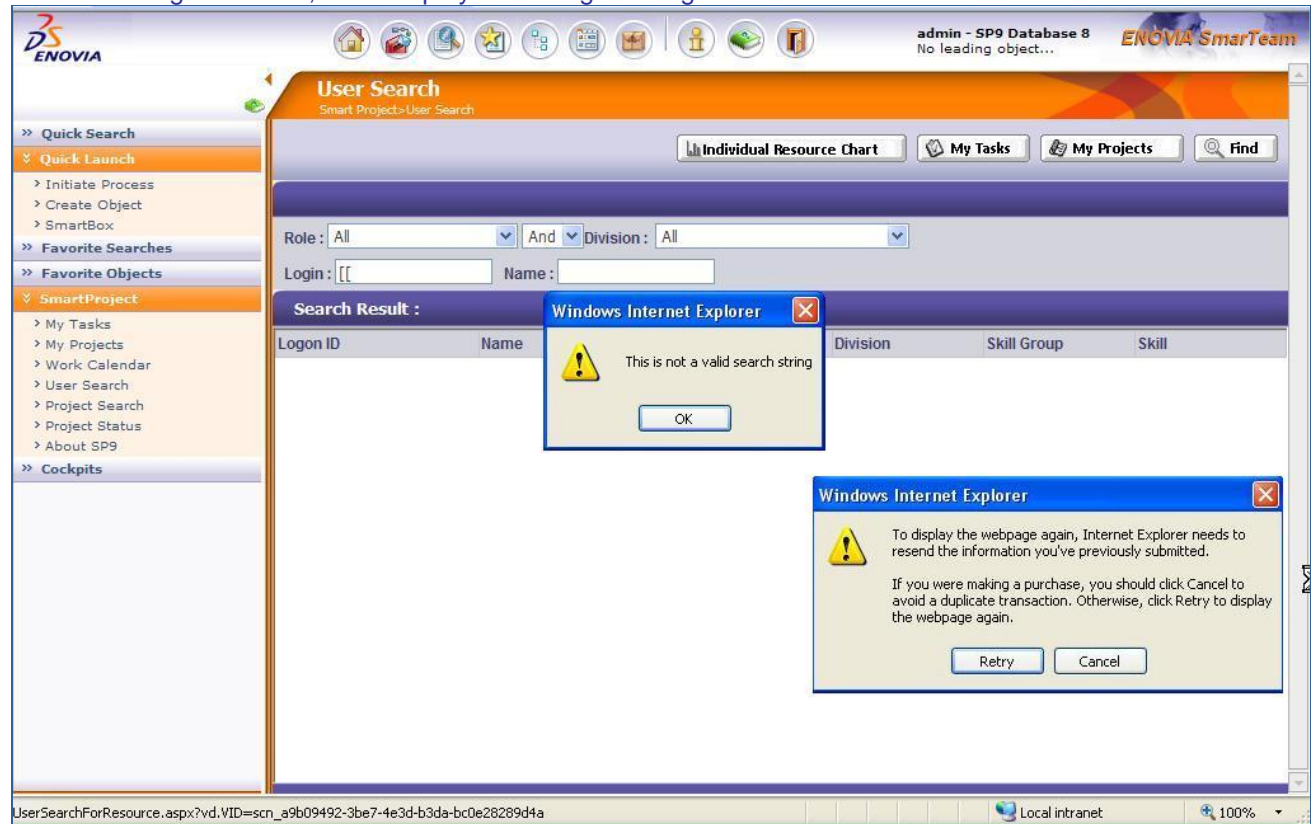 DS
ENOVIA
admin - SP9 Database 8
No leading object...
ENOVIA SmarTeam
User Search
Smart Project>User Search
» Quick Search
Quick Launch
> Initiate Process
> Create Object
> SmartBox
» Favorite Searches
» Favorite Objects
SmartProject
> My Tasks
> My Projects
> Work Calendar
> User Search
> Project Search
> Project Status
> About SP9
» Cockpits
Individual Resource Chart My Tasks My Projects Find
Role : All And Division : All
Login : [[ Name :
Search Result :
Logon ID Name Division Skill Group Skill
Windows Internet Explorer
This is not a valid search string
OK
Windows Internet Explorer
To display the webpage again, Internet Explorer needs to
resend the information you've previously submitted.
If you were making a purchase, you should click Cancel to
avoid a duplicate transaction. Otherwise, click Retry to display
the webpage again.
Retry Cancel
UserSearchForResource.aspx?vd.VID=scn_a9b09492-3be7-4e3d-b3da-bc0e28289d4a Local intranet 100%